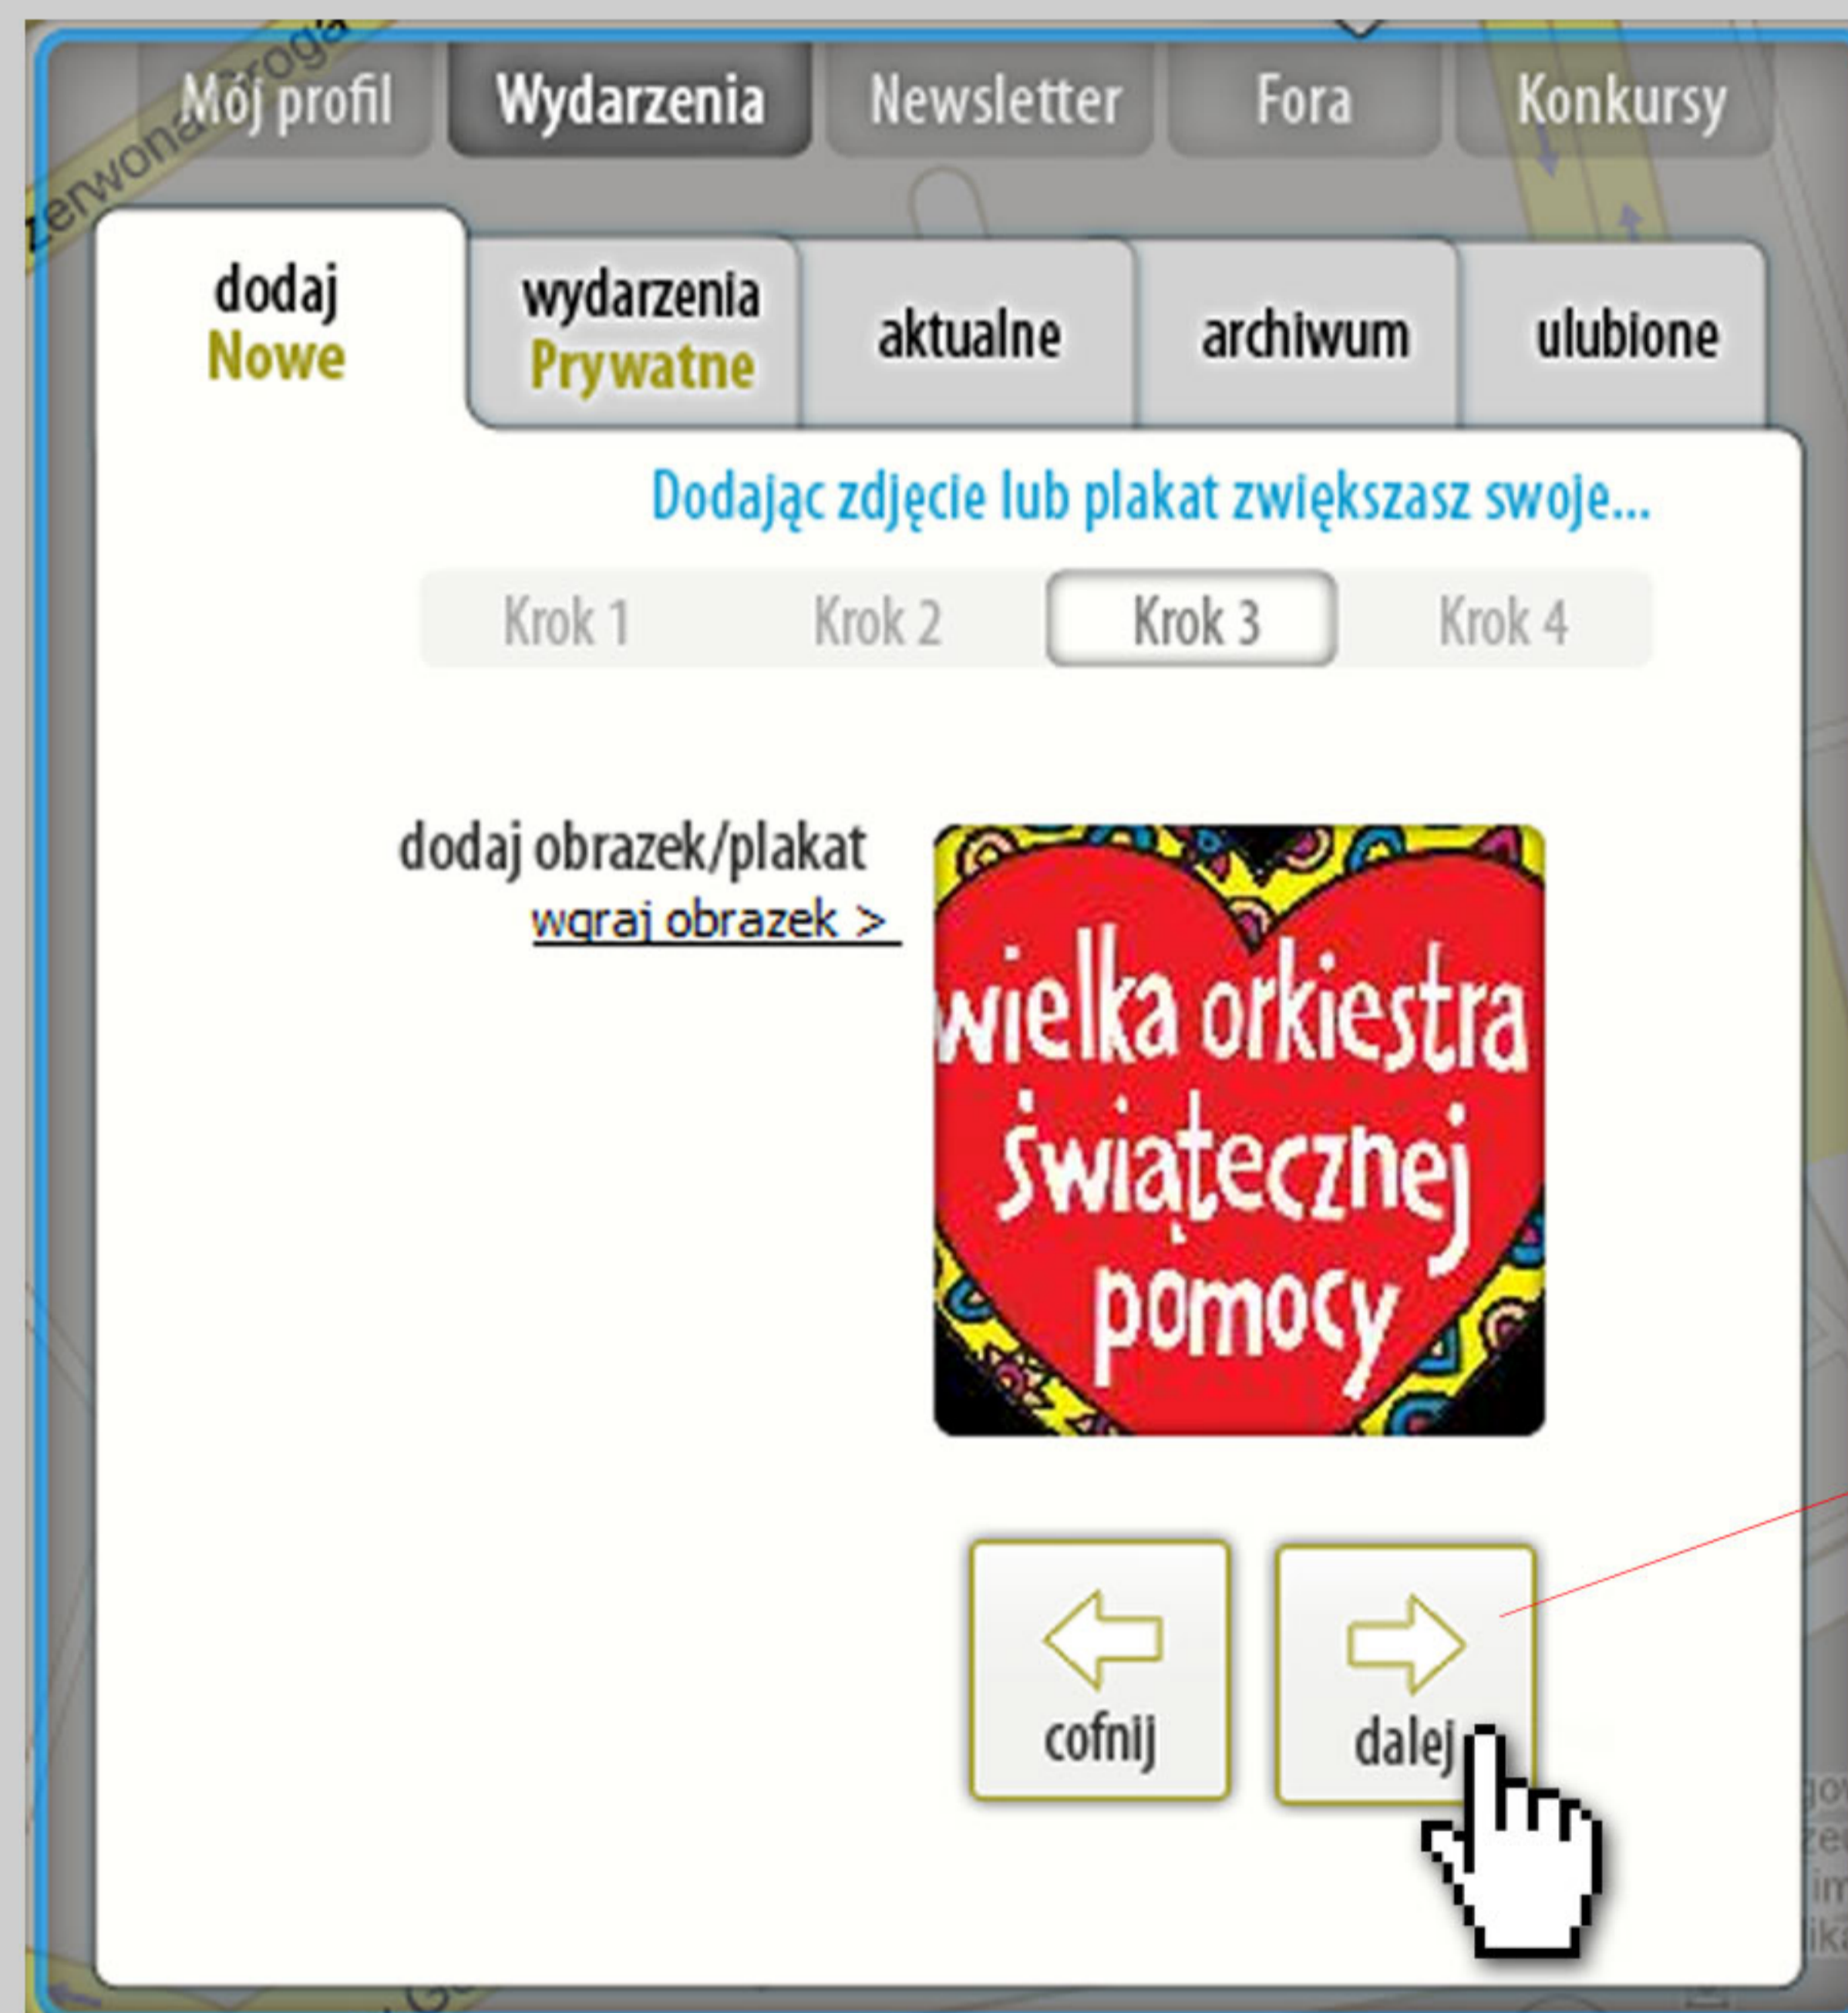 Mój profil Wydarzenia Newsletter Fora Konkursy
dodaj
Nowe
wydarzenia
Prywatne
aktualne
archiwum
ulubione
Dodając zdjęcie lub plakat zwiększasz swoje...
Krok 1 Krok 2 Krok 3 Krok 4
dodaj obrazek/plakat
wgraj obrazek >
wielka orkiestra
świątecznej
pomocy
cofnij
dalej